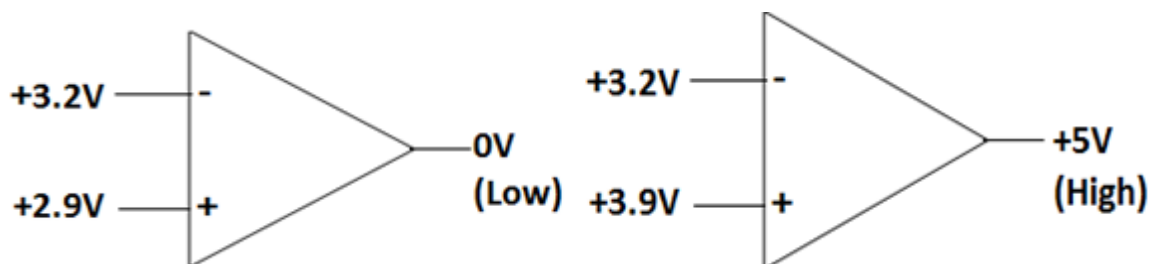 +3.2V
-
+2.9V
+
0V
(Low)
+3.2V
-
+3.9V
+
+5V
(High)